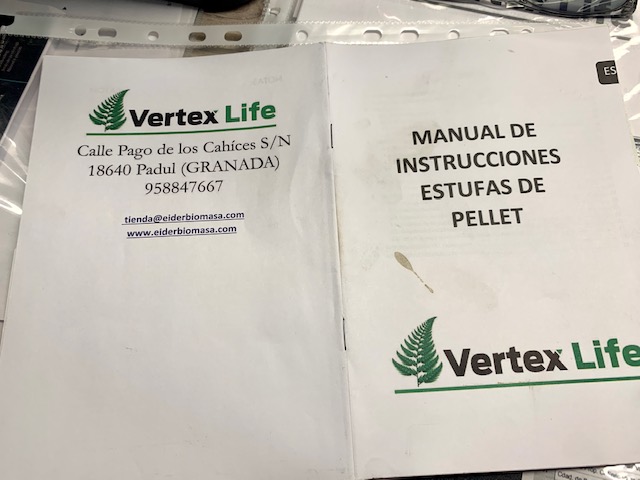 Vertex Life
Calle Pago de los Cahíces S/N
18640 Padul (GRANADA)
958847667
tienda@eiderbiomasa.com
www.eiderbiomasa.com
ES
MANUAL DE
INSTRUCCIONES
ESTUFAS DE
PELLET
Vertex Life